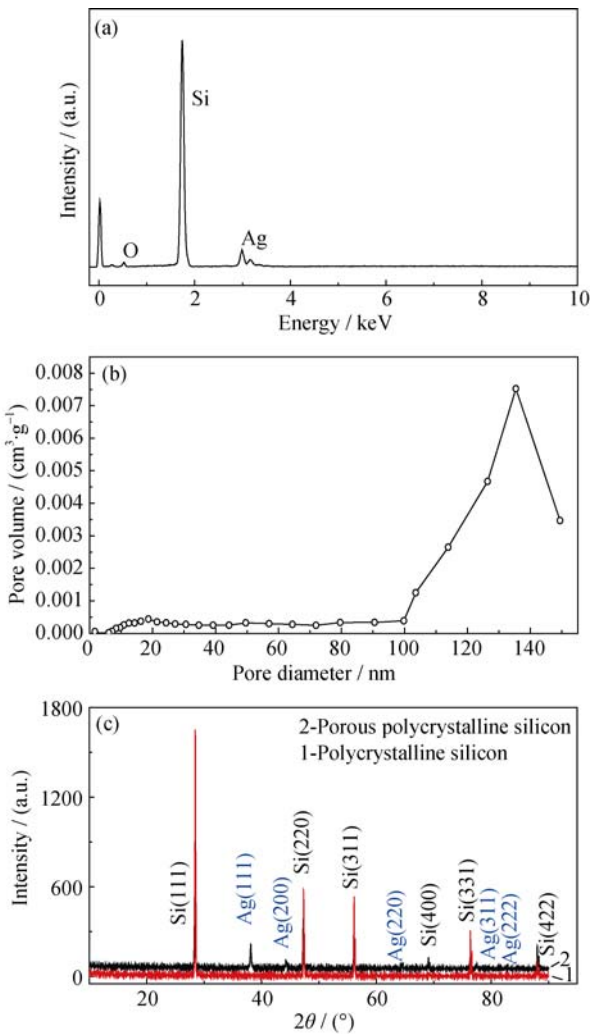 (a)
Si
O
Ag
Intensity / (a.u.)
0 2 4 6 8 10
Energy / keV
(b)
0.008
0.007
0.006
0.005
0.004
0.003
0.002
0.001
0.000
Pore volume / (cm³·g⁻¹)
0 20 40 60 80 100 120 140
Pore diameter / nm
(c)
2-Porous polycrystalline silicon
1-Polycrystalline silicon
1800
1200
600
0
Intensity / (a.u.)
Si(111)
Ag(111)
Ag(200)
Si(220)
Si(311)
Ag(220)
Si(400)
Si(331)
Ag(311)
Ag(222)
Si(422)
2
1
20 40 60 80
2θ / (°)